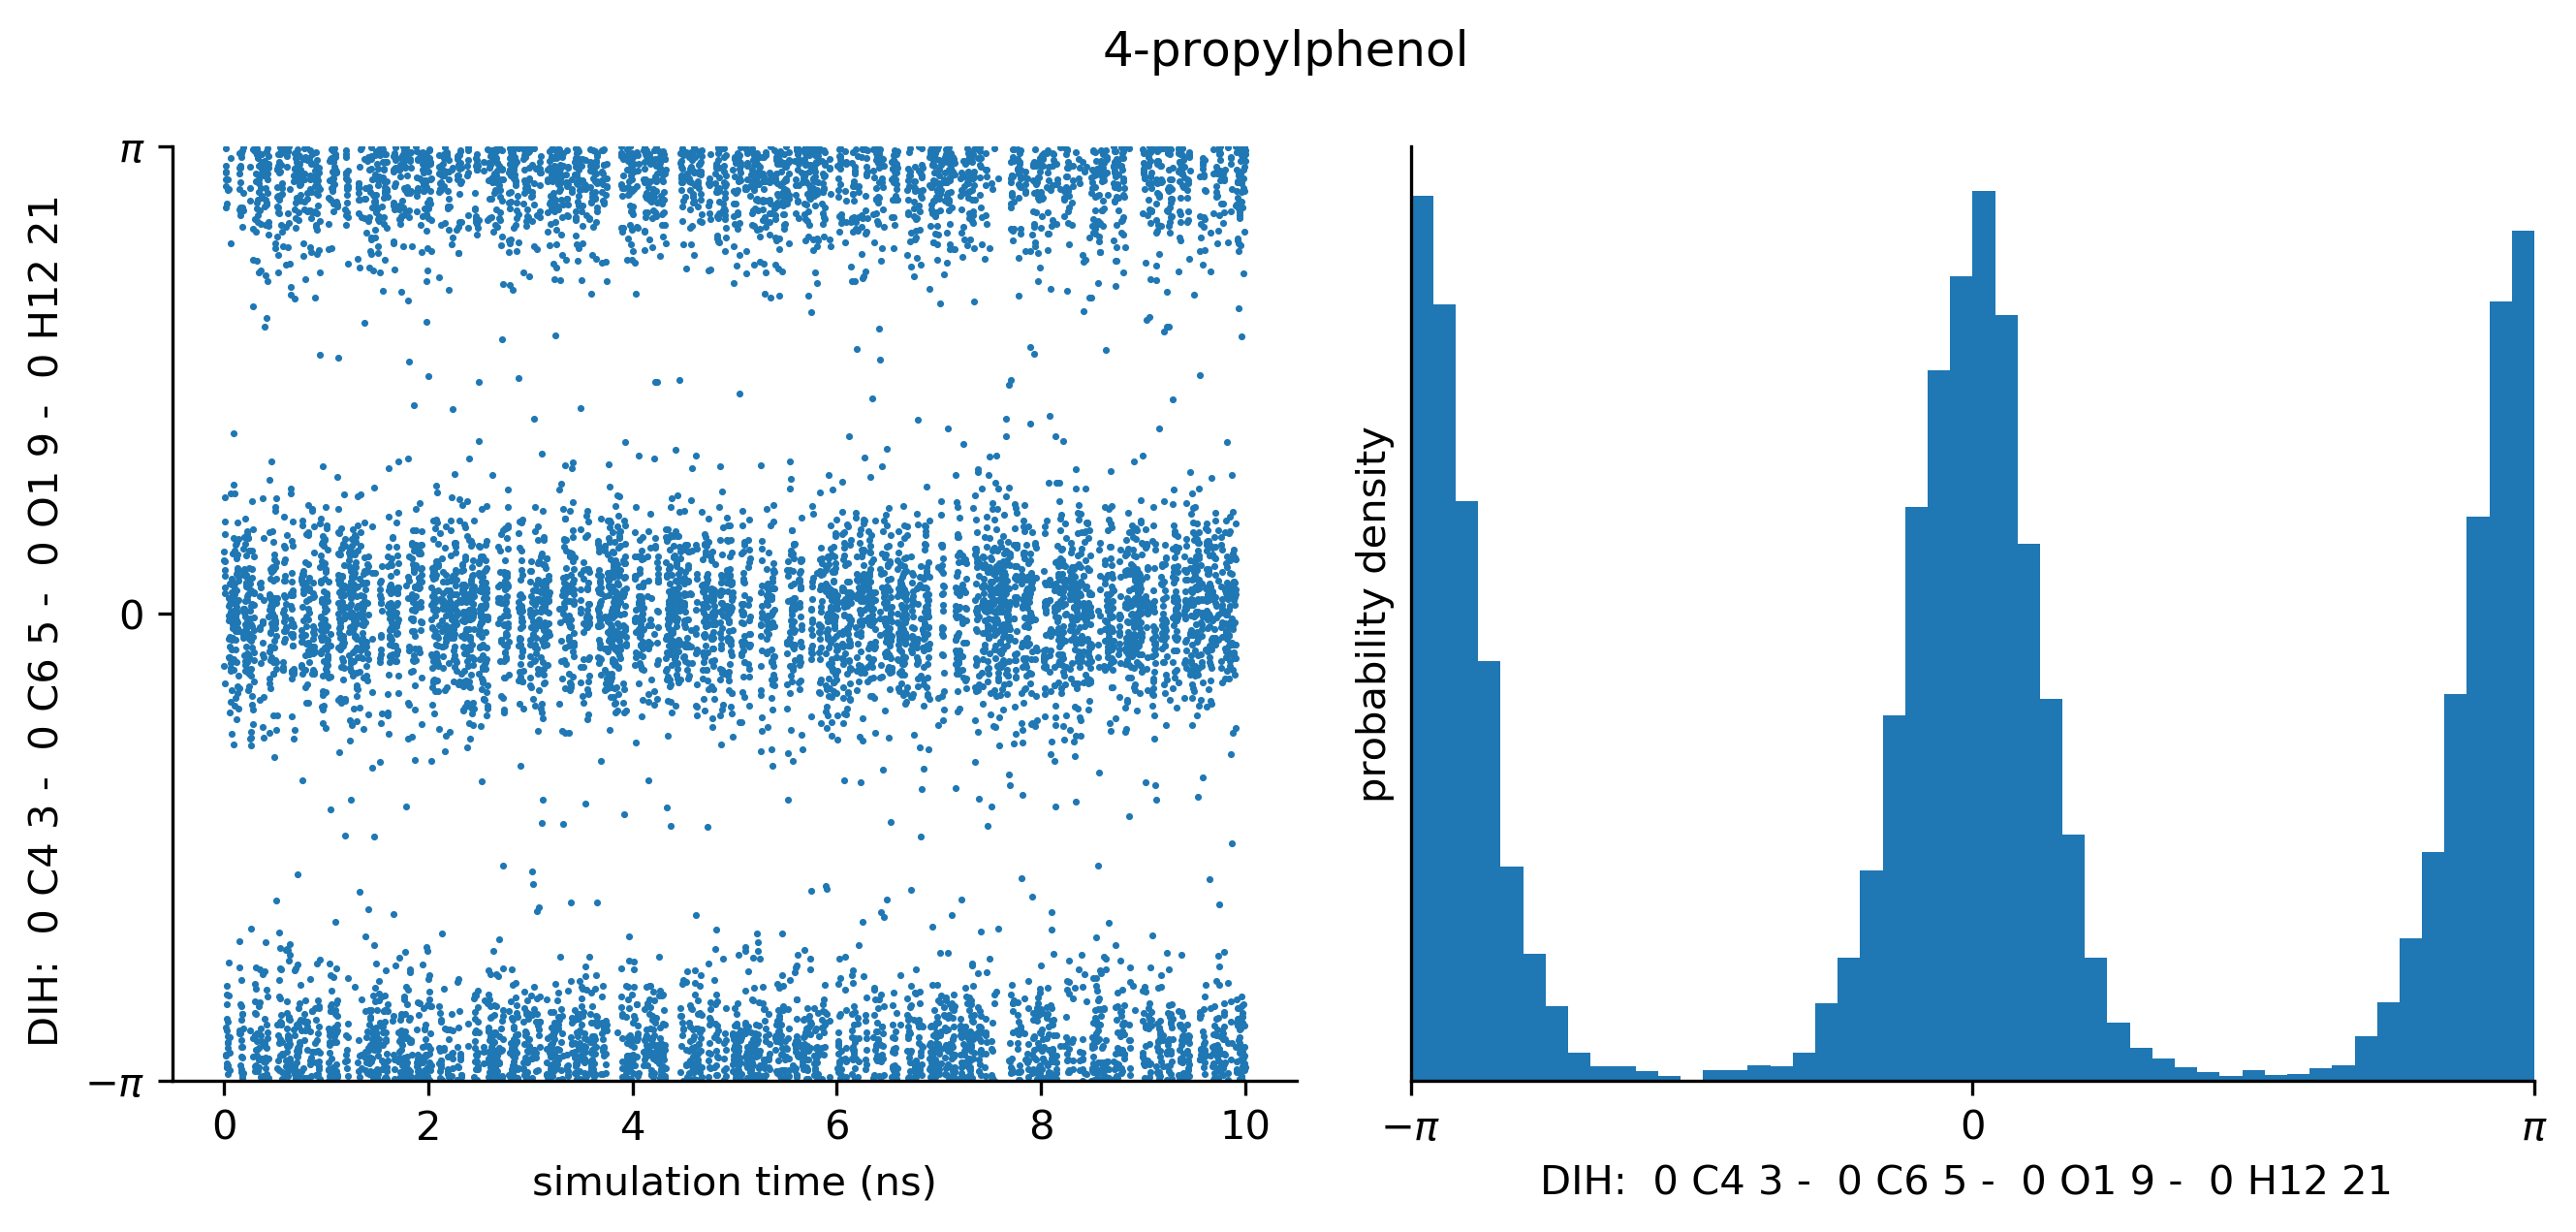 4-propylphenol
DIH:  0 C4 3 -  0 C6 5 -  0 O1 9 -  0 H12 21
π
0
−π
0 2 4 6 8 10
simulation time (ns)
probability density
−π 0 π
DIH:  0 C4 3 -  0 C6 5 -  0 O1 9 -  0 H12 21